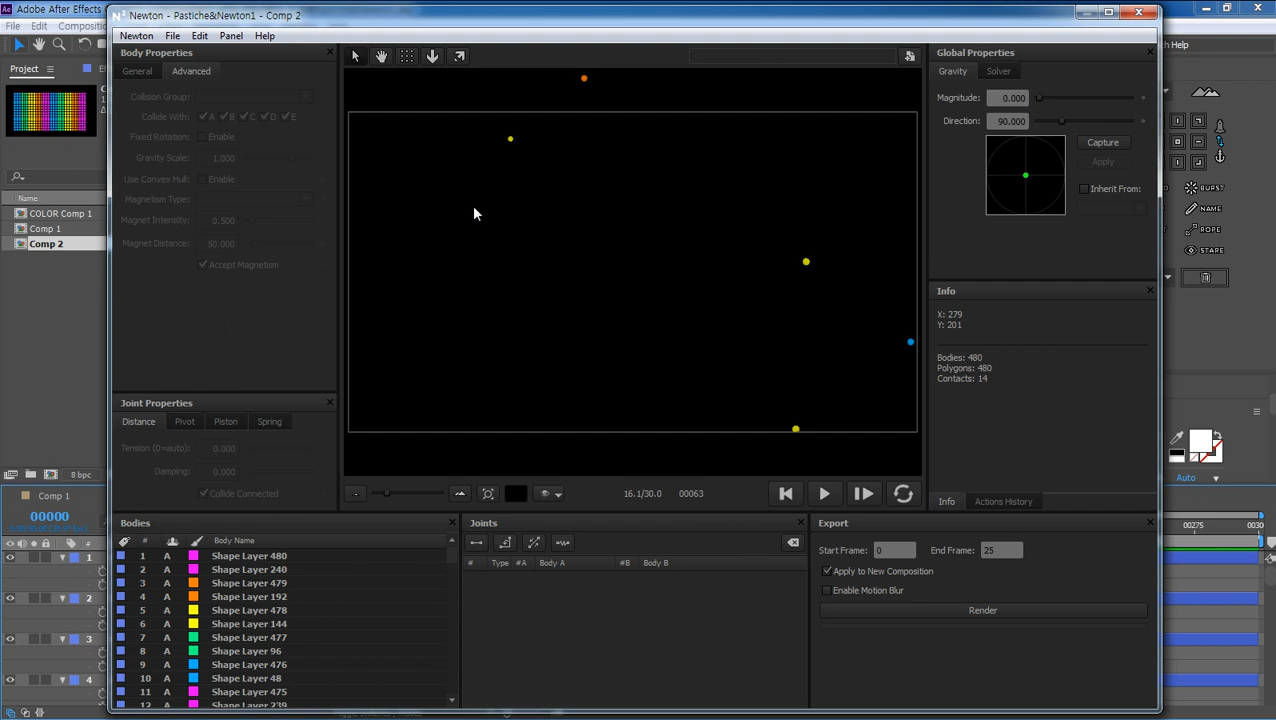 Adobe After Effects C
Newton - Pastiche&Newton1 - Comp 2
File Edit Compositio
Newton File Edit Panel Help
Project
Body Properties
General Advanced
Collision Group:
Collide With: A B C D E
Fixed Rotation: Enable
Gravity Scale: 1,000
Use Convex Hull: Enable
Magnetism Type:
Magnet Intensity: 0.500
Magnet Distance: 50.000
Accept Magnetism
Name
COLOR Comp 1
Comp 1
Comp 2
Joint Properties
Distance Pivot Piston Spring
Tension (0=auto): 0.000
Damping: 0.000
Collide Connected
8 bpc
16.1/30.0 00063
Global Properties
Gravity Solver
Magnitude: 0.000
Direction: 90.000
Capture
Apply
Inherit From:
Info
X: 279
Y: 201
Bodies: 480
Polygons: 480
Contacts: 14
Info Actions History
h Help
BURST
NAME
ROPE
STARE
Auto
Comp 1
00000
1
2
3
4
Bodies
# Body Name
1 A Shape Layer 480
2 A Shape Layer 240
3 A Shape Layer 479
4 A Shape Layer 192
5 A Shape Layer 478
6 A Shape Layer 144
7 A Shape Layer 477
8 A Shape Layer 96
9 A Shape Layer 476
10 A Shape Layer 48
11 A Shape Layer 475
12 A Shape Layer 239
Joints
# Type #A Body A #B Body B
Export
Start Frame: 0 End Frame: 25
Apply to New Composition
Enable Motion Blur
Render
00275 0030